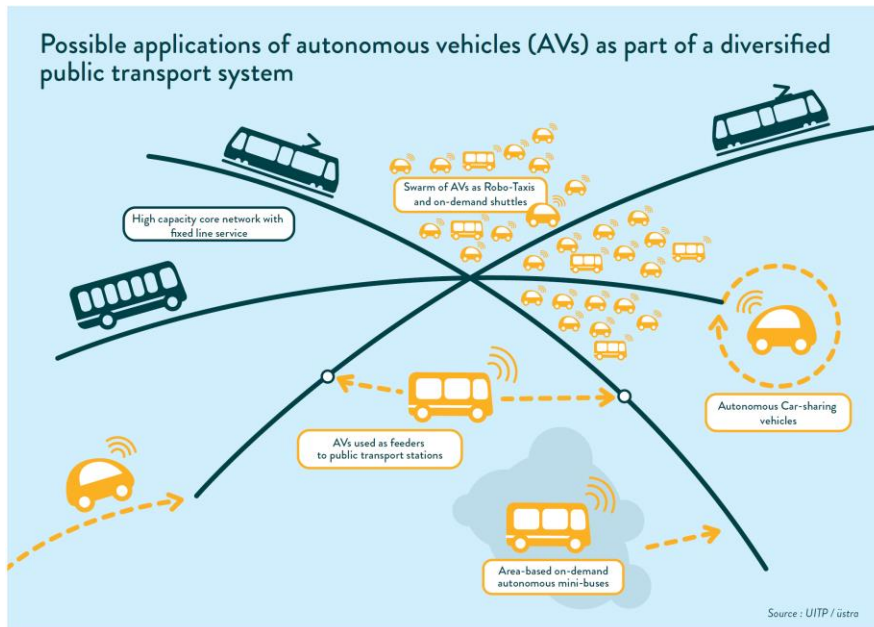 Possible applications of autonomous vehicles (AVs) as part of a diversified
public transport system
Swarm of AVs as Robo-Taxis
and on-demand shuttles
High capacity core network with
fixed line service
Autonomous Car-sharing
vehicles
AVs used as feeders
to public transport stations
Area-based on-demand
autonomous mini-buses
Source : UITP / üstra